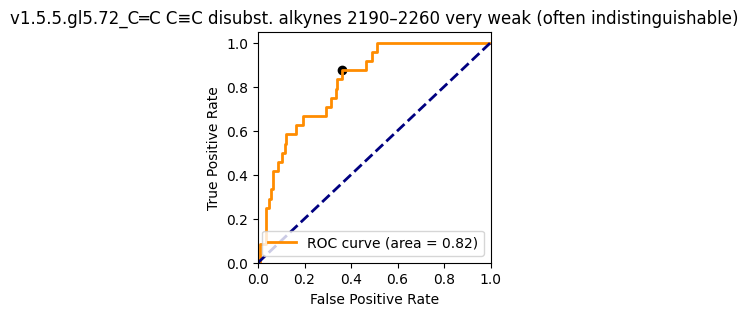 v1.5.5.gl5.72_C═C C≡C disubst. alkynes 2190–2260 very weak (often indistinguishable)
1.0
0.8
0.6
0.4
0.2
0.0
True Positive Rate
ROC curve (area = 0.82)
0.0 0.2 0.4 0.6 0.8 1.0
False Positive Rate